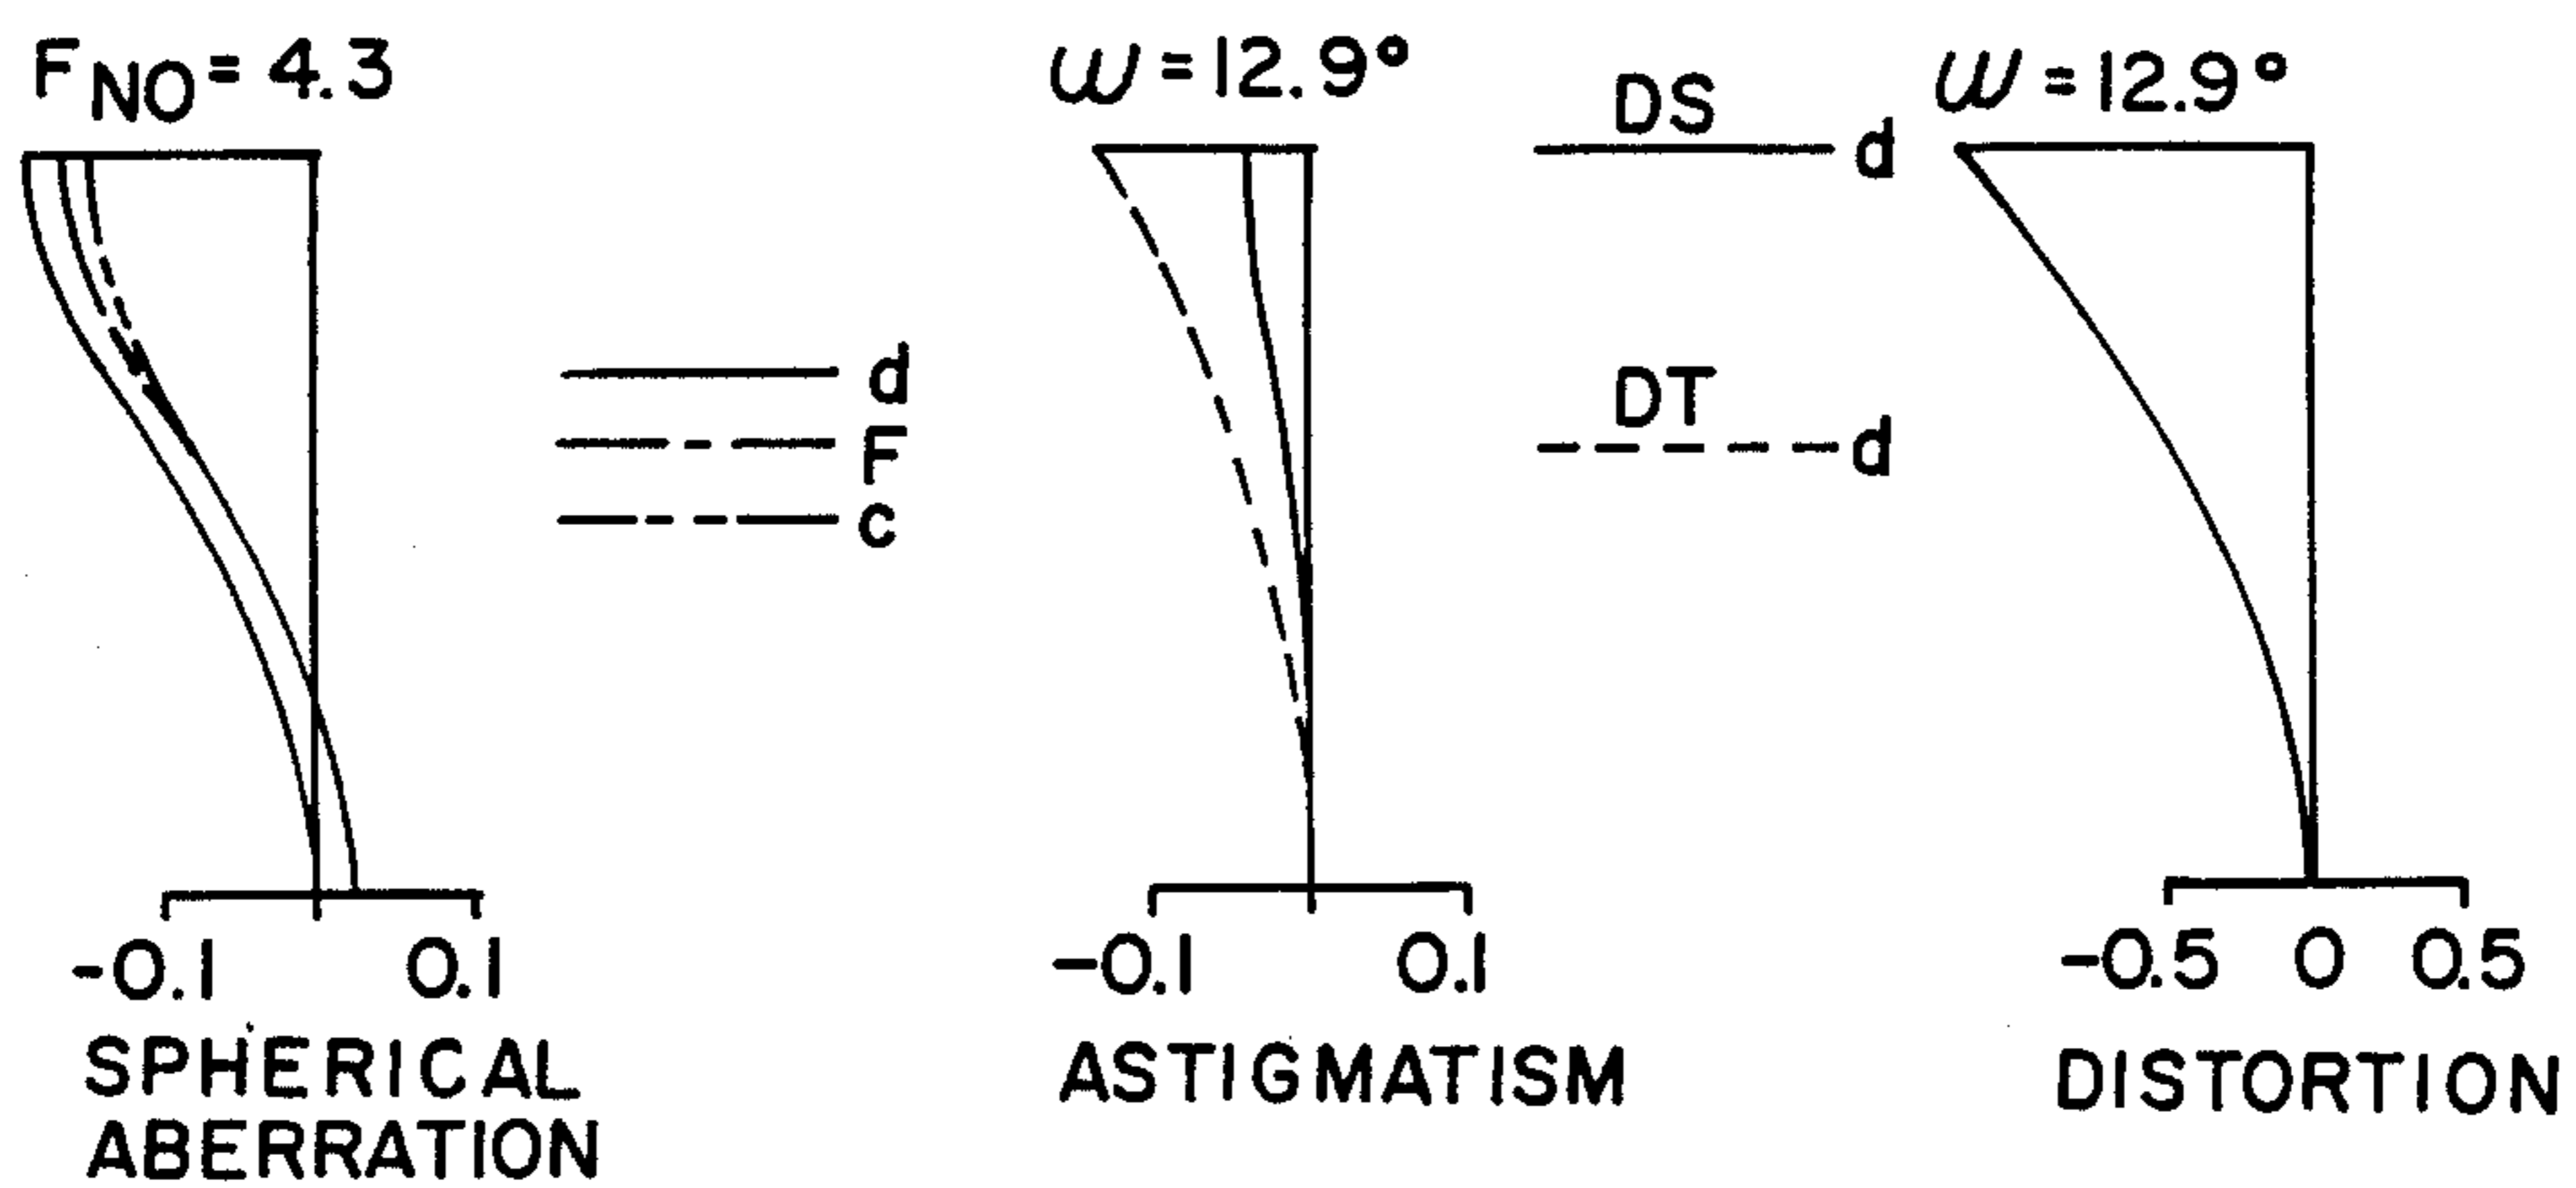 FNO=4.3
d
F
c
-0.1 0.1
SPHERICAL
ABERRATION
ω=12.9°
DS
d
DT
d
-0.1 0.1
ASTIGMATISM
ω=12.9°
-0.5 0 0.5
DISTORTION